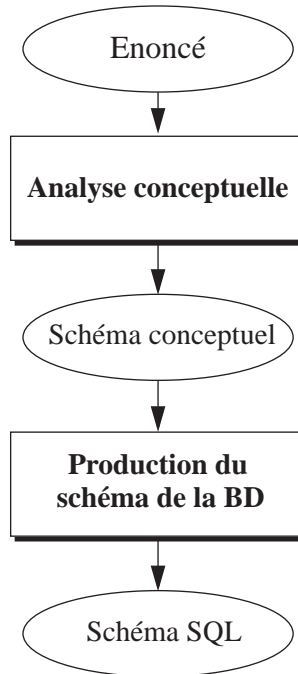 Enoncé
Analyse conceptuelle
Schéma conceptuel
Production du
schéma de la BD
Schéma SQL